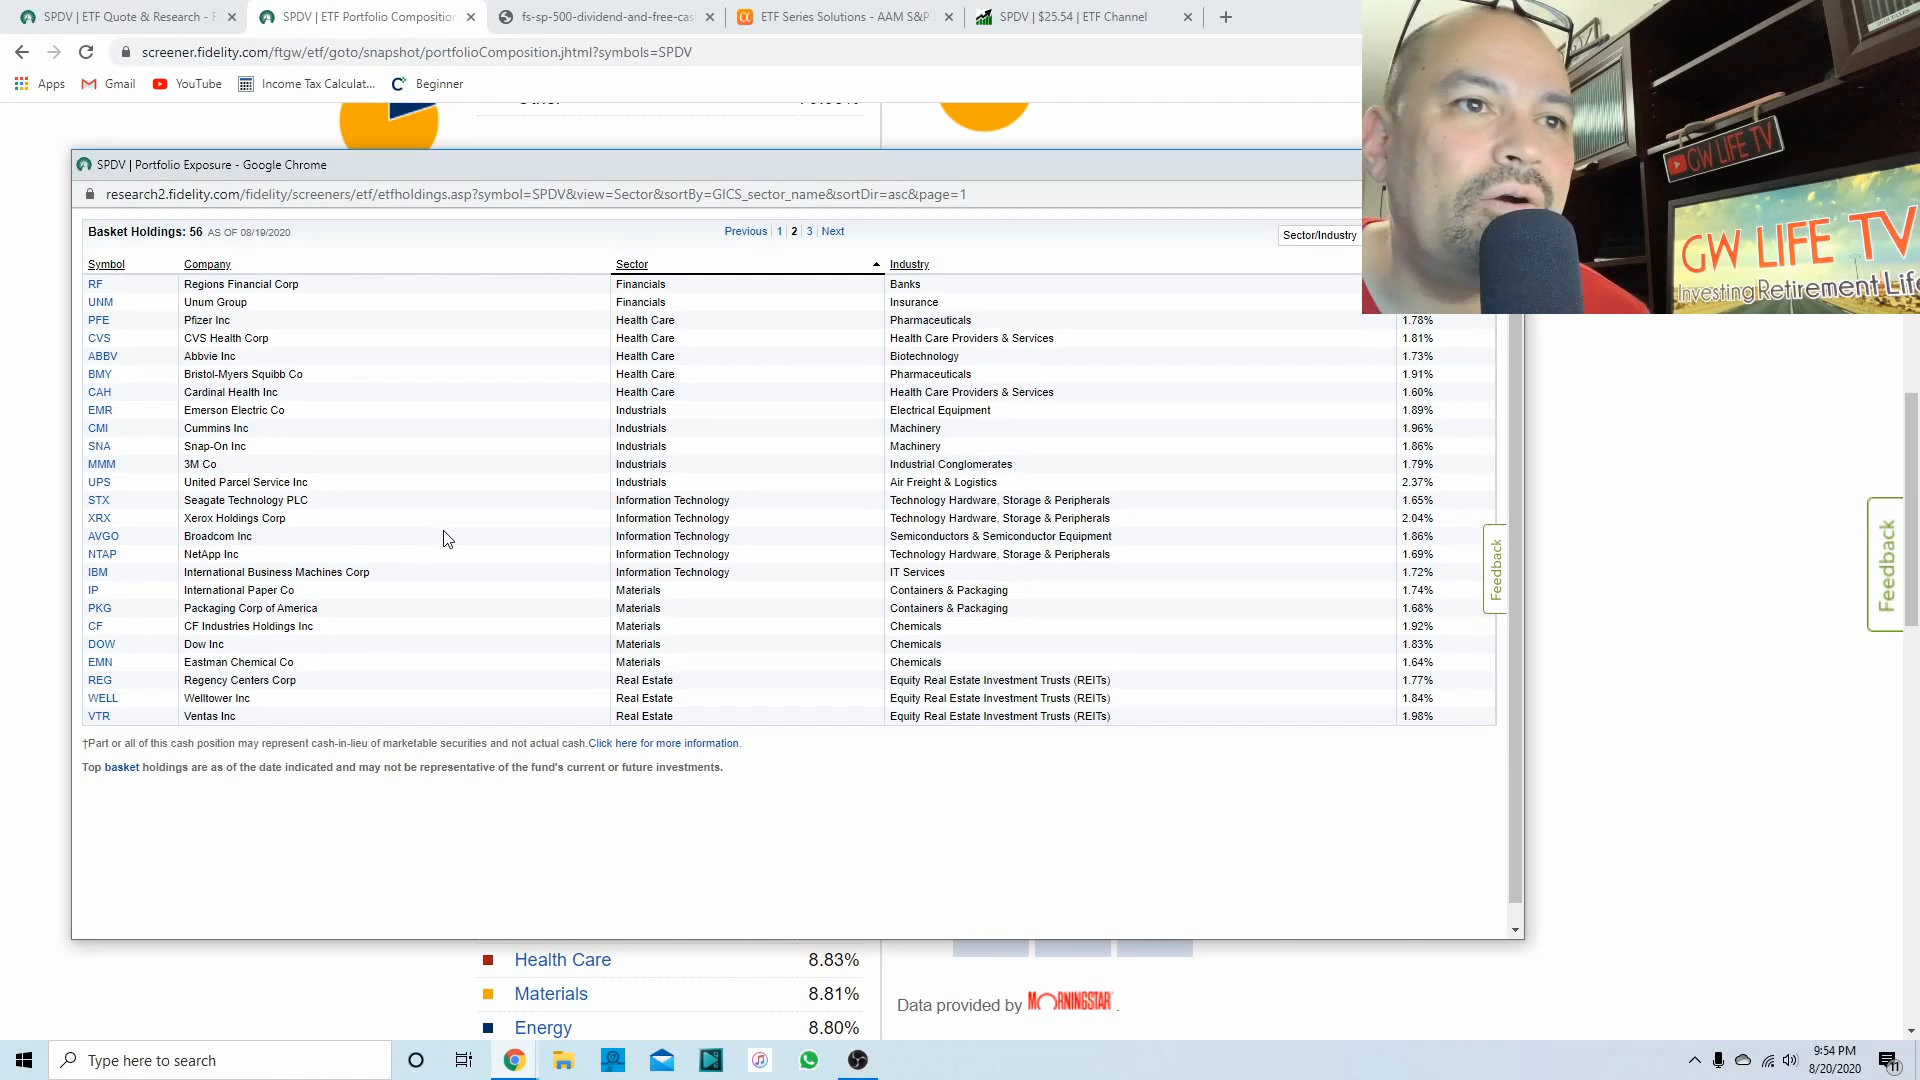 SPDV | ETF Quote & Research - F
SPDV | ETF Portfolio Composition
fs-sp-500-dividend-and-free-cas
ETF Series Solutions - AAM S&P
SPDV | $25.54 | ETF Channel
screener.fidelity.com/ftgw/etf/goto/snapshot/portfolioComposition.jhtml?symbols=SPDV
Apps
Gmail
YouTube
Income Tax Calculat...
Beginner
GW LIFE TV
GW LIFE TV
Investing Retirement Life
SPDV | Portfolio Exposure - Google Chrome
research2.fidelity.com/fidelity/screeners/etf/etfholdings.asp?symbol=SPDV&view=Sector&sortBy=GICS_sector_name&sortDir=asc&page=1
Basket Holdings: 56 AS OF 08/19/2020 Previous | 1 | 2 | 3 | Next Sector/Industry
Symbol Company Sector Industry
RF Regions Financial Corp Financials Banks
UNM Unum Group Financials Insurance
PFE Pfizer Inc Health Care Pharmaceuticals 1.78%
CVS CVS Health Corp Health Care Health Care Providers & Services 1.81%
ABBV Abbvie Inc Health Care Biotechnology 1.73%
BMY Bristol-Myers Squibb Co Health Care Pharmaceuticals 1.91%
CAH Cardinal Health Inc Health Care Health Care Providers & Services 1.60%
EMR Emerson Electric Co Industrials Electrical Equipment 1.89%
CMI Cummins Inc Industrials Machinery 1.96%
SNA Snap-On Inc Industrials Machinery 1.86%
MMM 3M Co Industrials Industrial Conglomerates 1.79%
UPS United Parcel Service Inc Industrials Air Freight & Logistics 2.37%
STX Seagate Technology PLC Information Technology Technology Hardware, Storage & Peripherals 1.65%
XRX Xerox Holdings Corp Information Technology Technology Hardware, Storage & Peripherals 2.04%
AVGO Broadcom Inc Information Technology Semiconductors & Semiconductor Equipment 1.86%
NTAP NetApp Inc Information Technology Technology Hardware, Storage & Peripherals 1.69%
IBM International Business Machines Corp Information Technology IT Services 1.72%
IP International Paper Co Materials Containers & Packaging 1.74%
PKG Packaging Corp of America Materials Containers & Packaging 1.68%
CF CF Industries Holdings Inc Materials Chemicals 1.92%
DOW Dow Inc Materials Chemicals 1.83%
EMN Eastman Chemical Co Materials Chemicals 1.64%
REG Regency Centers Corp Real Estate Equity Real Estate Investment Trusts (REITs) 1.77%
WELL Welltower Inc Real Estate Equity Real Estate Investment Trusts (REITs) 1.84%
VTR Ventas Inc Real Estate Equity Real Estate Investment Trusts (REITs) 1.98%
Feedback
Feedback
†Part or all of this cash position may represent cash-in-lieu of marketable securities and not actual cash.Click here for more information.
Top basket holdings are as of the date indicated and may not be representative of the fund's current or future investments.
Health Care 8.83%
Materials 8.81%
Energy 8.80%
Data provided by MORNINGSTAR.
Type here to search
9:54 PM
8/20/2020
11